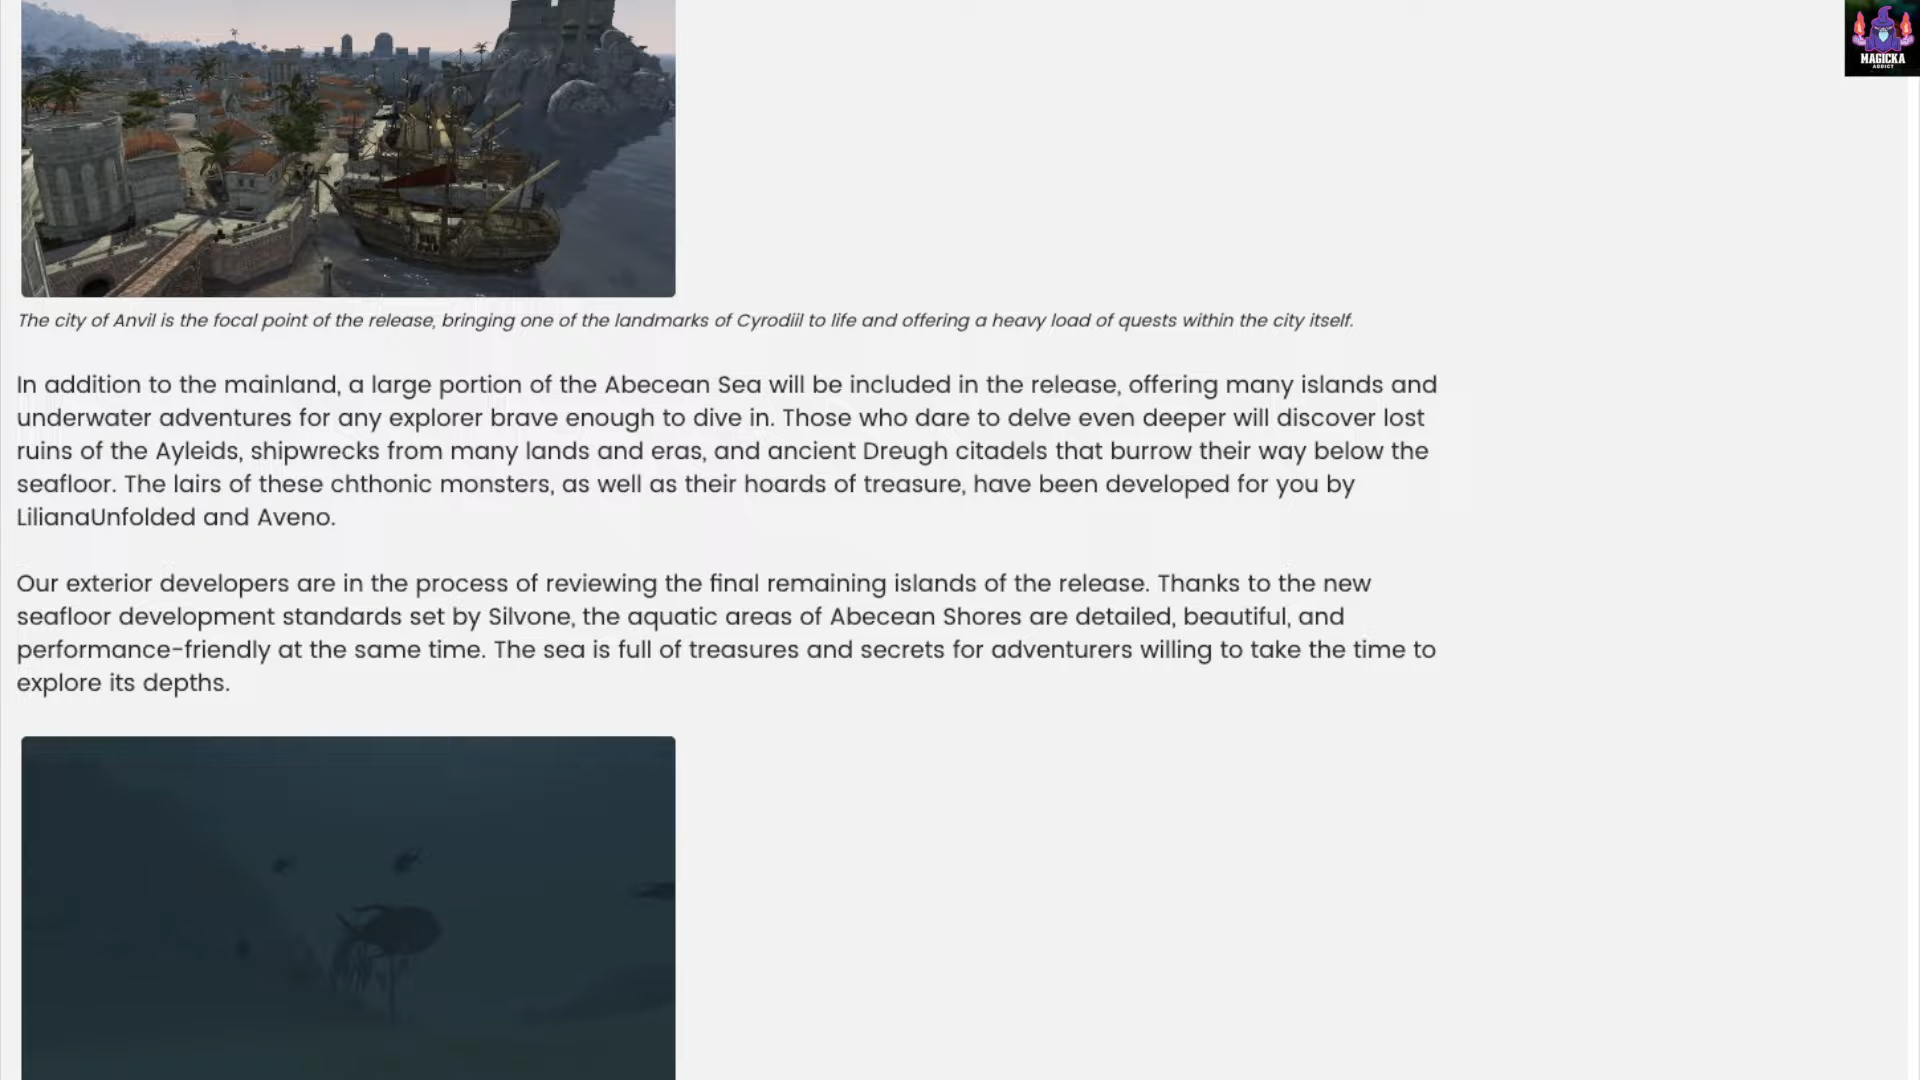 MAGICKA
ADDICT
The city of Anvil is the focal point of the release, bringing one of the landmarks of Cyrodiil to life and offering a heavy load of quests within the city itself.
In addition to the mainland, a large portion of the Abecean Sea will be included in the release, offering many islands and
underwater adventures for any explorer brave enough to dive in. Those who dare to delve even deeper will discover lost
ruins of the Ayleids, shipwrecks from many lands and eras, and ancient Dreugh citadels that burrow their way below the
seafloor. The lairs of these chthonic monsters, as well as their hoards of treasure, have been developed for you by
LilianaUnfolded and Aveno.
Our exterior developers are in the process of reviewing the final remaining islands of the release. Thanks to the new
seafloor development standards set by Silvone, the aquatic areas of Abecean Shores are detailed, beautiful, and
performance-friendly at the same time. The sea is full of treasures and secrets for adventurers willing to take the time to
explore its depths.